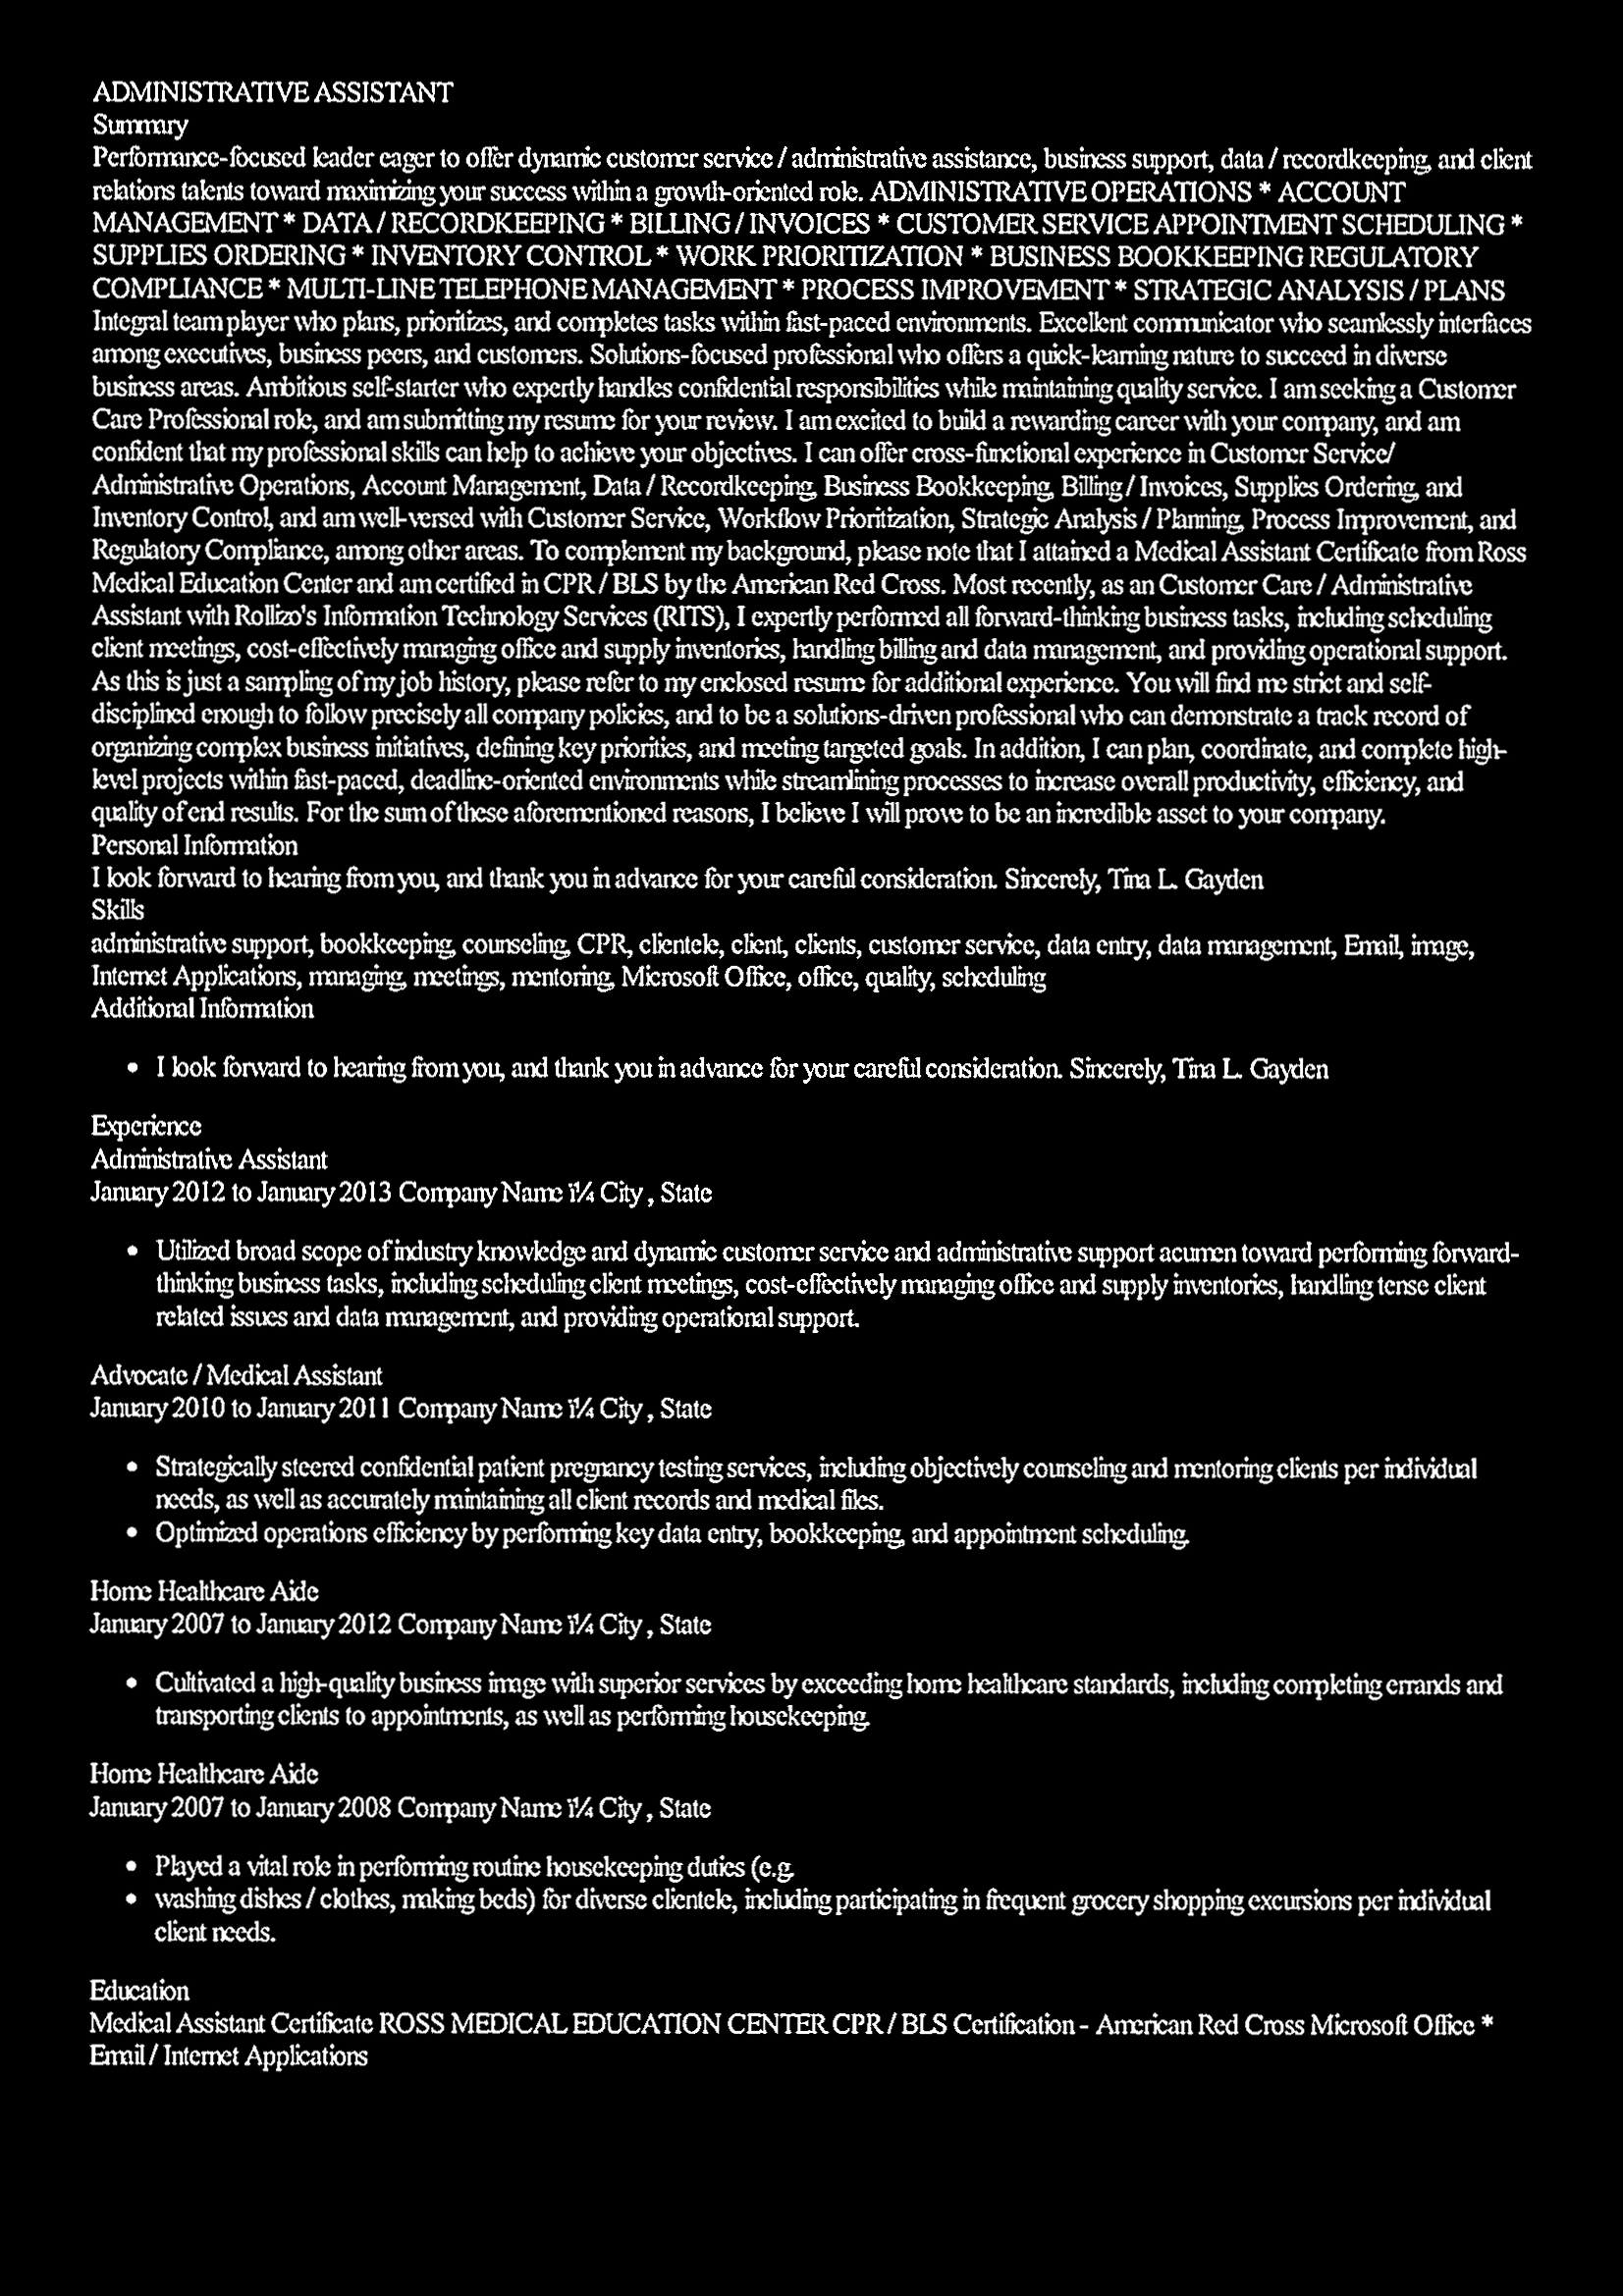 ADMINISTRATIVE ASSISTANT
Summary
Performance-focused leader eager to offer dynamic customer service / administrative assistance, business support, data / recordkeeping, and client
relations talents toward maximizing your success within a growth-oriented role. ADMINISTRATIVE OPERATIONS * ACCOUNT
MANAGEMENT * DATA / RECORDKEEPING * BILLING / INVOICES * CUSTOMER SERVICE APPOINTMENT SCHEDULING *
SUPPLIES ORDERING * INVENTORY CONTROL * WORK PRIORITIZATION * BUSINESS BOOKKEEPING REGULATORY
COMPLIANCE * MULTI-LINE TELEPHONE MANAGEMENT * PROCESS IMPROVEMENT * STRATEGIC ANALYSIS / PLANS
Integral team player who plans, prioritizes, and completes tasks within fast-paced environments. Excellent communicator who seamlessly interfaces
among executives, business peers, and customers. Solutions-focused professional who offers a quick-learning nature to succeed in diverse
business areas. Ambitious self-starter who expertly handles confidential responsibilities while maintaining quality service. I am seeking a Customer
Care Professional role, and am submitting my resume for your review. I am excited to build a rewarding career with your company, and am
confident that my professional skills can help to achieve your objectives. I can offer cross-functional experience in Customer Service/
Administrative Operations, Account Management, Data / Recordkeeping, Business Bookkeeping, Billing / Invoices, Supplies Ordering, and
Inventory Control, and am well-versed with Customer Service, Workflow Prioritization, Strategic Analysis / Planning, Process Improvement, and
Regulatory Compliance, among other areas. To complement my background, please note that I attained a Medical Assistant Certificate from Ross
Medical Education Center and am certified in CPR / BLS by the American Red Cross. Most recently, as an Customer Care / Administrative
Assistant with Rollizo's Information Technology Services (RITS), I expertly performed all forward-thinking business tasks, including scheduling
client meetings, cost-effectively managing office and supply inventories, handling billing and data management, and providing operational support.
As this is just a sampling of my job history, please refer to my enclosed resume for additional experience. You will find me strict and self-
disciplined enough to follow precisely all company policies, and to be a solutions-driven professional who can demonstrate a track record of
organizing complex business initiatives, defining key priorities, and meeting targeted goals. In addition, I can plan, coordinate, and complete high-
level projects within fast-paced, deadline-oriented environments while streamlining processes to increase overall productivity, efficiency, and
quality of end results. For the sum of these aforementioned reasons, I believe I will prove to be an incredible asset to your company.
Personal Information
I look forward to hearing from you, and thank you in advance for your careful consideration. Sincerely, Tina L. Gayden
Skills
administrative support, bookkeeping, counseling, CPR, clientele, client, clients, customer service, data entry, data management, Email, image,
Internet Applications, managing, meetings, mentoring, Microsoft Office, office, quality, scheduling
Additional Information
• I look forward to hearing from you, and thank you in advance for your careful consideration. Sincerely, Tina L. Gayden
Experience
Administrative Assistant
January 2012 to January 2013 Company Name ï¼ City , State
• Utilized broad scope of industry knowledge and dynamic customer service and administrative support acumen toward performing forward-
thinking business tasks, including scheduling client meetings, cost-effectively managing office and supply inventories, handling tense client
related issues and data management, and providing operational support.
Advocate / Medical Assistant
January 2010 to January 2011 Company Name ï¼ City , State
• Strategically steered confidential patient pregnancy testing services, including objectively counseling and mentoring clients per individual
needs, as well as accurately maintaining all client records and medical files.
• Optimized operations efficiency by performing key data entry, bookkeeping, and appointment scheduling.
Home Healthcare Aide
January 2007 to January 2012 Company Name ï¼ City , State
• Cultivated a high-quality business image with superior services by exceeding home healthcare standards, including completing errands and
transporting clients to appointments, as well as performing housekeeping.
Home Healthcare Aide
January 2007 to January 2008 Company Name ï¼ City , State
• Played a vital role in performing routine housekeeping duties (e.g.
• washing dishes / clothes, making beds) for diverse clientele, including participating in frequent grocery shopping excursions per individual
client needs.
Education
Medical Assistant Certificate ROSS MEDICAL EDUCATION CENTER CPR / BLS Certification - American Red Cross Microsoft Office *
Email / Internet Applications